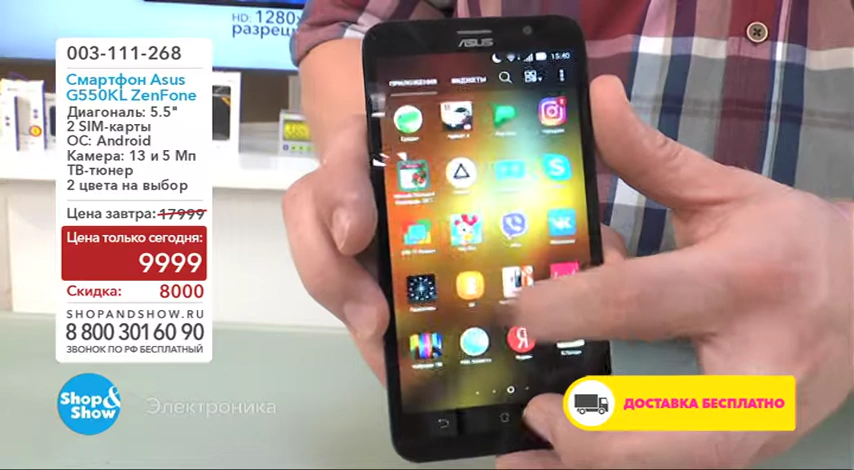 HD: 1280x
разреш
003-111-268
Смартфон Asus
G550KL ZenFone
Диагональ: 5.5"
2 SIM-карты
ОС: Android
Камера: 13 и 5 Мп
ТВ-тюнер
2 цвета на выбор
Цена завтра: 17999
Цена только сегодня:
9999
Скидка: 8000
SHOPANDSHOW.RU
8 800 301 60 90
ЗВОНОК ПО РФ БЕСПЛАТНЫЙ
ASUS
15:40
ПРИЛОЖЕНИЯ ВИДЖЕТЫ
Shop&
Show
Электроника
ДОСТАВКА БЕСПЛАТНО